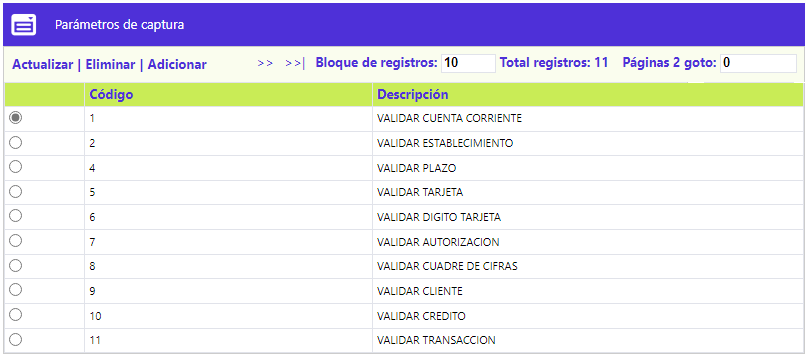 Parámetros de captura
Actualizar | Eliminar | Adicionar >> >>| Bloque de registros: 10 Total registros: 11 Páginas 2 goto: 0
Código Descripción
1 VALIDAR CUENTA CORRIENTE
2 VALIDAR ESTABLECIMIENTO
4 VALIDAR PLAZO
5 VALIDAR TARJETA
6 VALIDAR DIGITO TARJETA
7 VALIDAR AUTORIZACION
8 VALIDAR CUADRE DE CIFRAS
9 VALIDAR CLIENTE
10 VALIDAR CREDITO
11 VALIDAR TRANSACCION